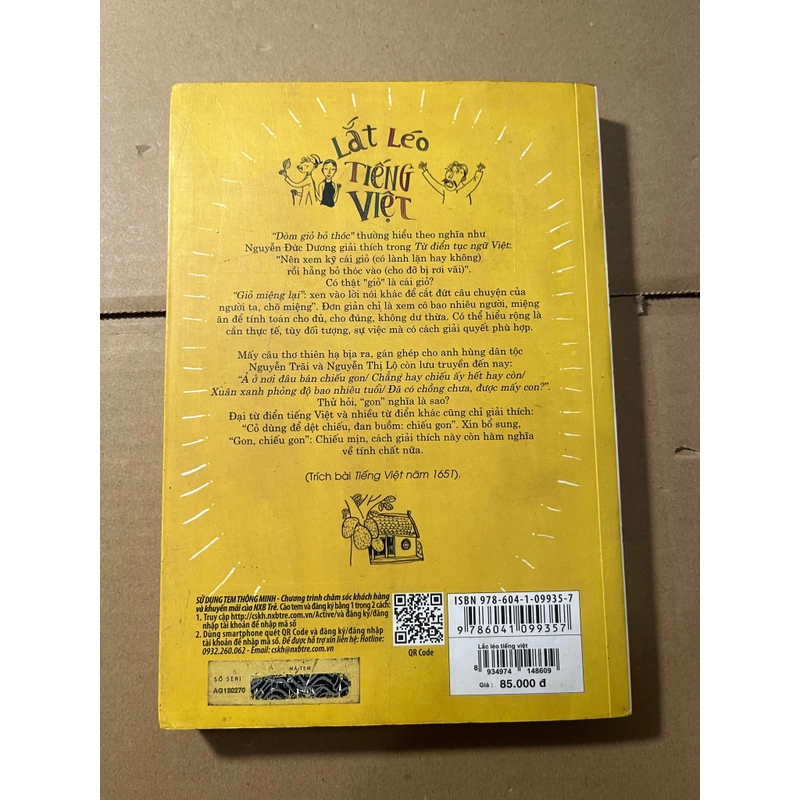 Lắt Léo
TIẾNG
VIỆT
"Dòm giỏ bỏ thóc" thường hiểu theo nghĩa như
Nguyễn Đức Dương giải thích trong Từ điển tục ngữ Việt:
"Nên xem kỹ cái giỏ (có lành lặn hay không)
rồi hẵng bỏ thóc vào (cho đỡ bị rơi vãi)".
Có thật "giỏ" là cái giỏ?
"Giỏ miệng lại": xen vào lời nói khác để cắt đứt câu chuyện của
người ta, chõ miệng". Đơn giản chỉ là xem có bao nhiêu người, miệng
ăn để tính toán cho đủ, cho đúng, không dư thừa. Có thể hiểu rộng là
cần thực tế, tùy đối tượng, sự việc mà có cách giải quyết phù hợp.
Mấy câu thơ thiên hạ bịa ra, gán ghép cho anh hùng dân tộc
Nguyễn Trãi và Nguyễn Thị Lộ còn lưu truyền đến nay:
"Ả ở nơi đâu bán chiếu gon/ Chẳng hay chiếu ấy hết hay còn/
Xuân xanh phỏng độ bao nhiêu tuổi/ Đã có chồng chưa, được mấy con?".
Thử hỏi, "gon" nghĩa là sao?
Đại từ điển tiếng Việt và nhiều từ điển khác cũng chỉ giải thích:
"Cỏ dùng để dệt chiếu, đan buồm: chiếu gon". Xin bổ sung,
"Gon, chiếu gon": Chiếu mịn, cách giải thích này còn hàm nghĩa
về tính chất nữa.
(Trích bài Tiếng Việt năm 1651).
SỬ DỤNG TEM THÔNG MINH - Chương trình chăm sóc khách hàng
và khuyến mãi của NXB Trẻ. Cào tem và đăng ký bằng 1 trong 2 cách:
1. Truy cập http://cskh.nxbtre.com.vn/Active/và đăng ký/đăng
nhập tài khoản để nhập mã số
2. Dùng smartphone quét QR Code và đăng ký/đăng nhập
tài khoản để nhập mã số. Để được hỗ trợ xin liên hệ: Hotline:
0932.260.062 - Email: cskh@nxbtre.com.vn
QR Code
MÃ TEM
SỐ SERI
AG130270
ISBN 978-604-1-09935-7
9 786041 099357
Lắc léo tiếng việt
8 934974 148609
Giá : 85.000 đ